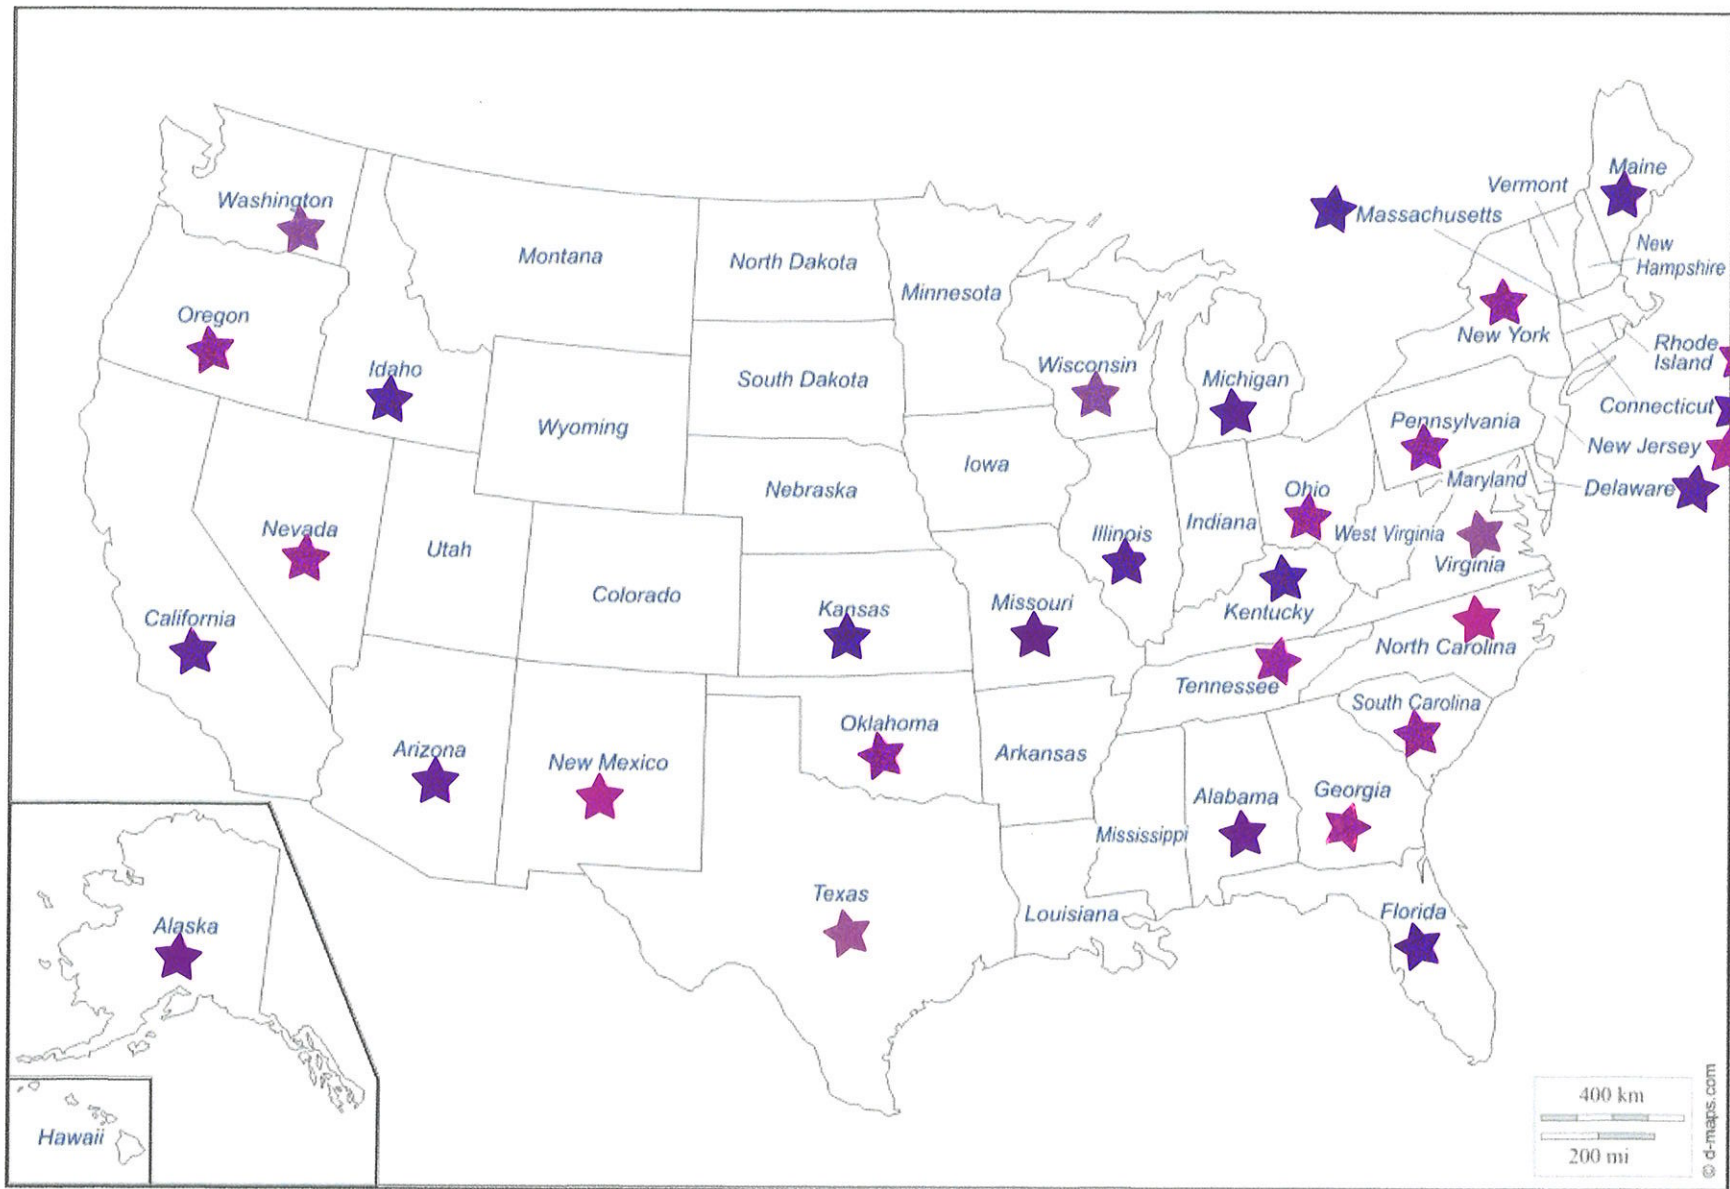 Maine
Vermont
Washington
Massachusetts
New
Hampshire
Montana
North Dakota
Minnesota
Oregon
New York
Rhode
Island
Idaho
Wisconsin
South Dakota
Michigan
Connecticut
Wyoming
Pennsylvania
New Jersey
Iowa
Maryland
Nebraska
Ohio
Delaware
Nevada
Utah
Indiana
Illinois
West Virginia
Virginia
Colorado
Kansas
Missouri
Kentucky
California
North Carolina
Tennessee
South Carolina
Oklahoma
Arizona
New Mexico
Arkansas
Alabama
Georgia
Mississippi
Texas
Louisiana
Florida
Alaska
Hawaii
400 km
200 mi
© d-maps.com